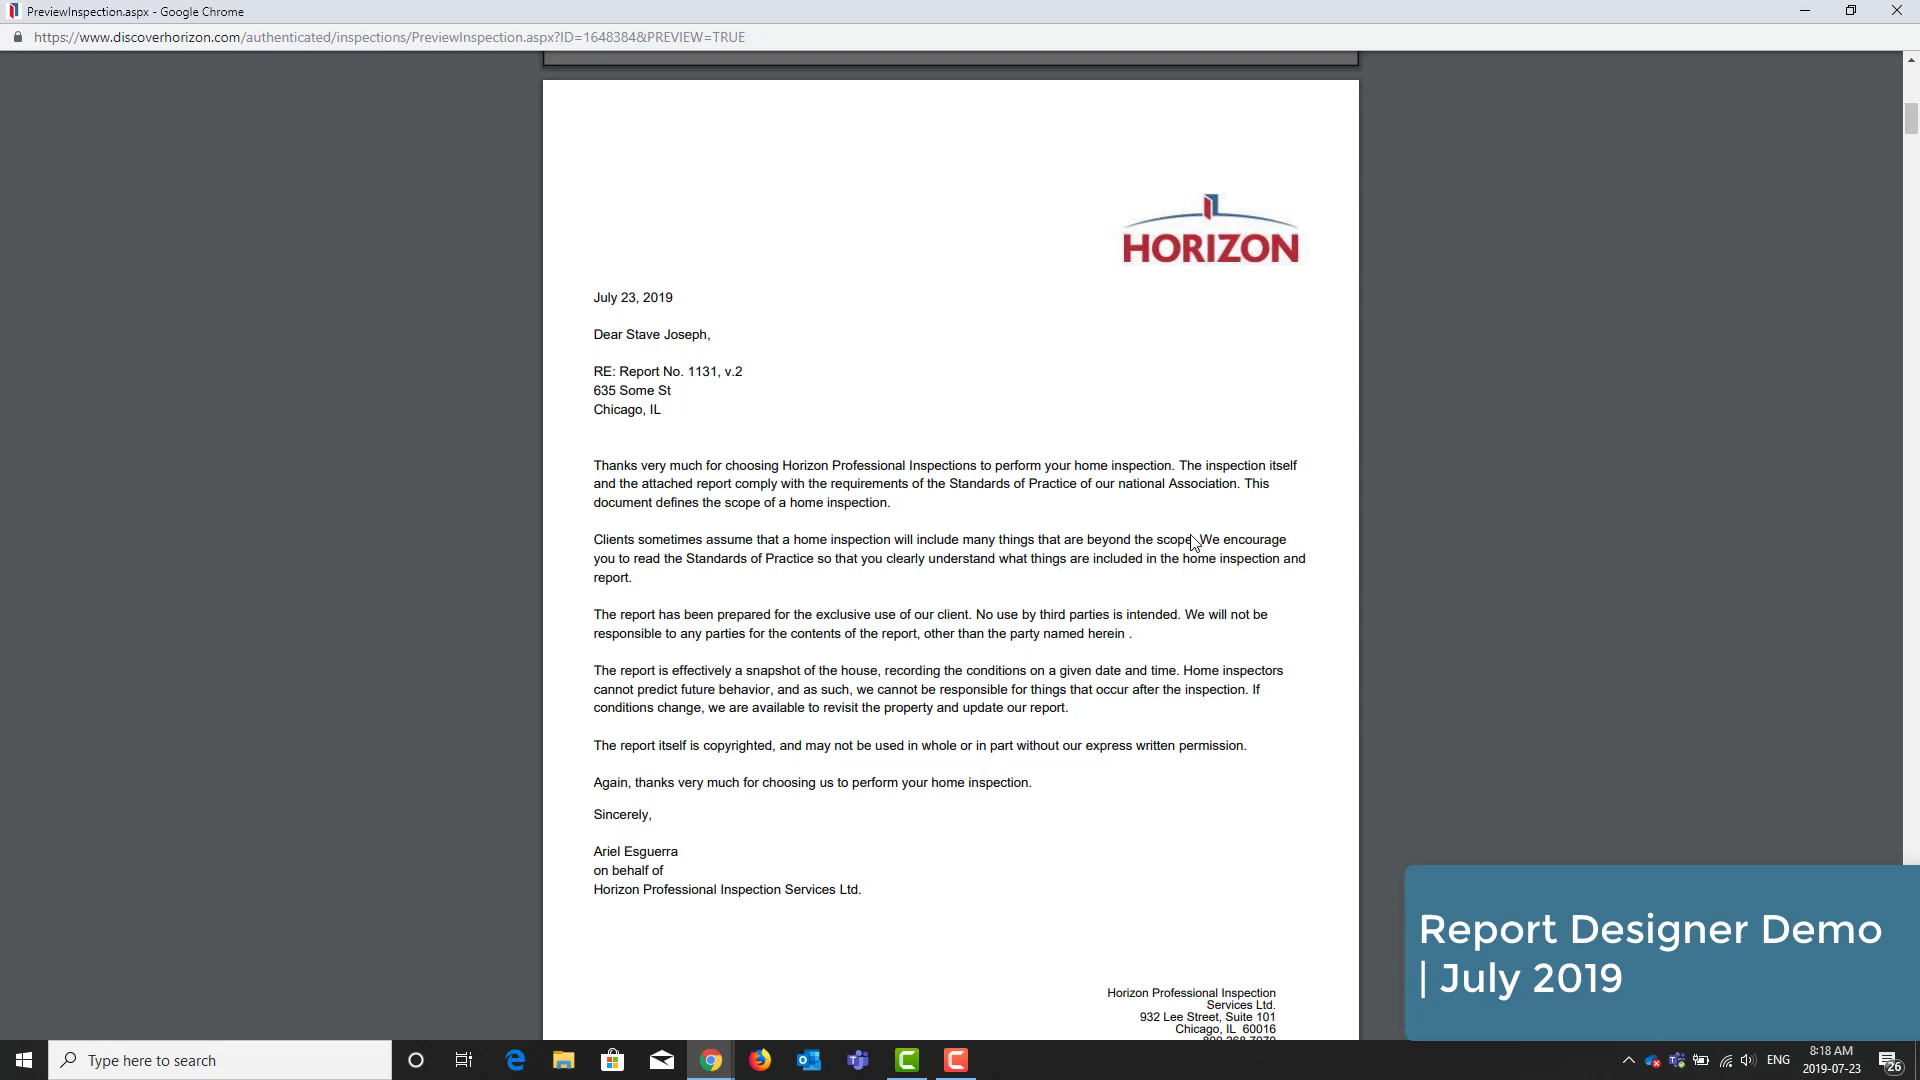 PreviewInspection.aspx - Google Chrome
https://www.discoverhorizon.com/authenticated/inspections/PreviewInspection.aspx?ID=1648384&PREVIEW=TRUE
HORIZON
July 23, 2019
Dear Stave Joseph,
RE: Report No. 1131, v.2
635 Some St
Chicago, IL
Thanks very much for choosing Horizon Professional Inspections to perform your home inspection. The inspection itself
and the attached report comply with the requirements of the Standards of Practice of our national Association. This
document defines the scope of a home inspection.
Clients sometimes assume that a home inspection will include many things that are beyond the scope. We encourage
you to read the Standards of Practice so that you clearly understand what things are included in the home inspection and
report.
The report has been prepared for the exclusive use of our client. No use by third parties is intended. We will not be
responsible to any parties for the contents of the report, other than the party named herein .
The report is effectively a snapshot of the house, recording the conditions on a given date and time. Home inspectors
cannot predict future behavior, and as such, we cannot be responsible for things that occur after the inspection. If
conditions change, we are available to revisit the property and update our report.
The report itself is copyrighted, and may not be used in whole or in part without our express written permission.
Again, thanks very much for choosing us to perform your home inspection.
Sincerely,
Ariel Esguerra
on behalf of
Horizon Professional Inspection Services Ltd.
Horizon Professional Inspection
Services Ltd.
932 Lee Street, Suite 101
Chicago, IL 60016
Report Designer Demo
| July 2019
Type here to search
ENG
8:18 AM
2019-07-23
26